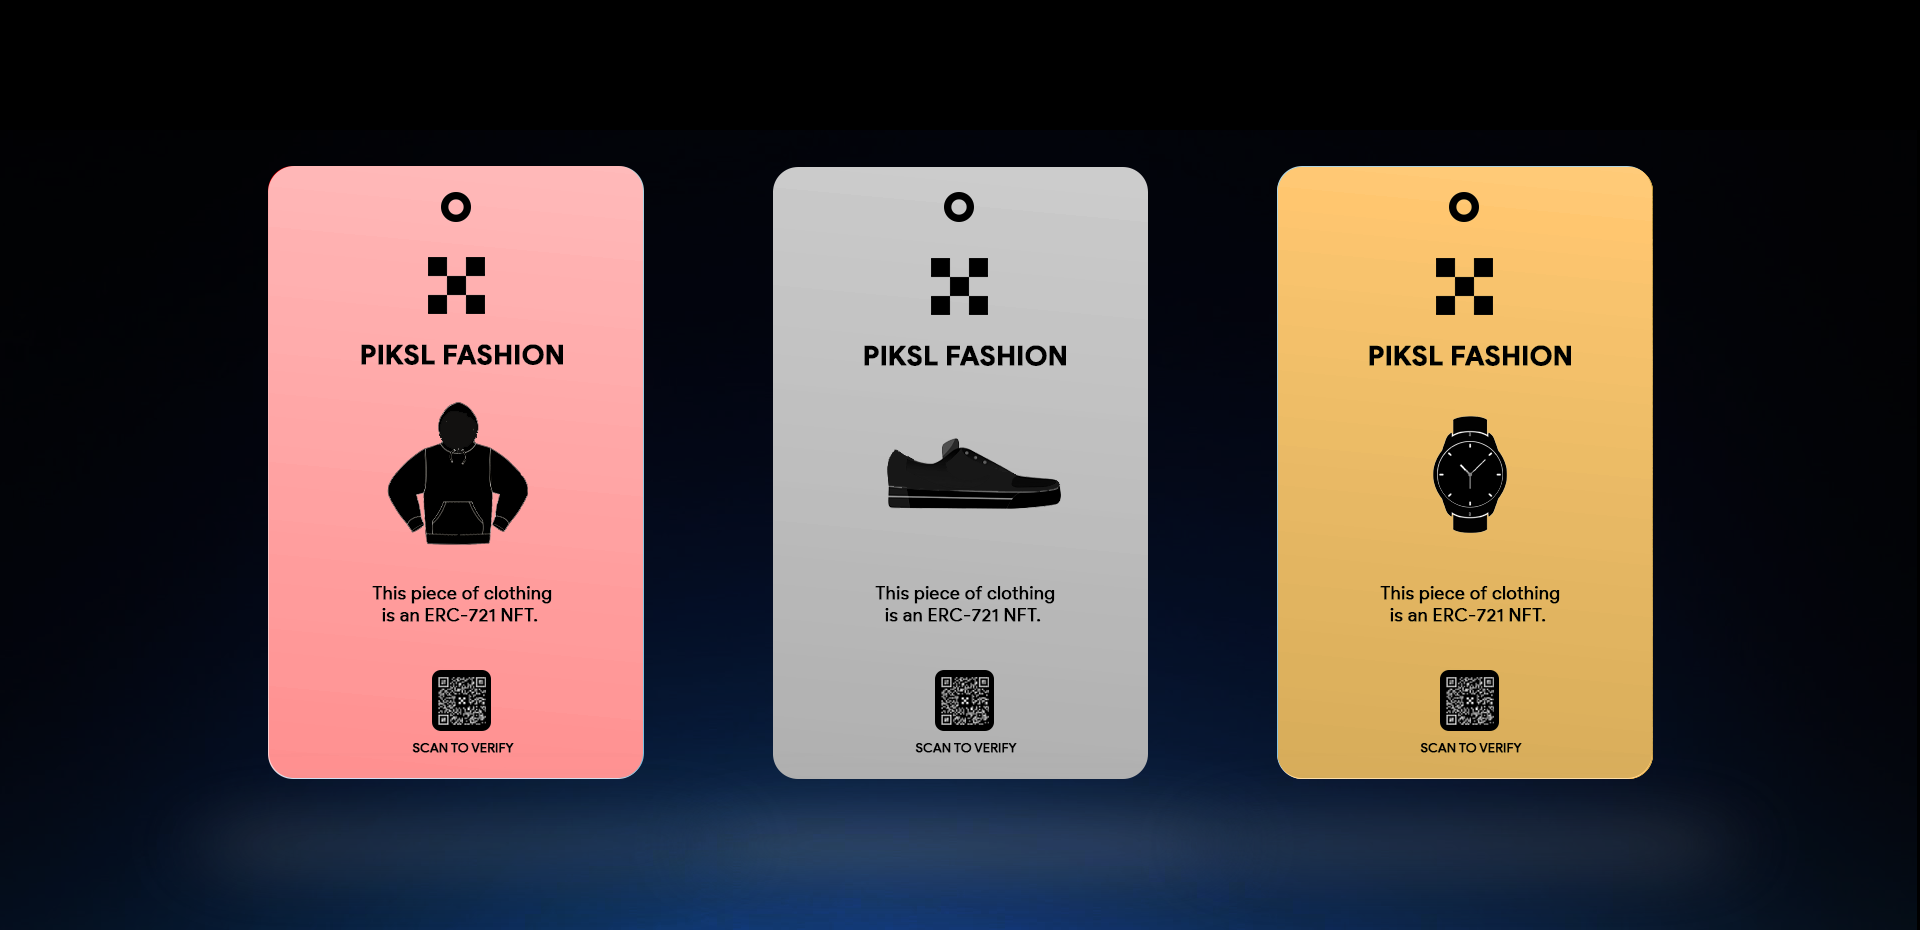 PIKSL FASHION
This piece of clothing
is an ERC-721 NFT.
SCAN TO VERIFY
PIKSL FASHION
This piece of clothing
is an ERC-721 NFT.
SCAN TO VERIFY
PIKSL FASHION
This piece of clothing
is an ERC-721 NFT.
SCAN TO VERIFY